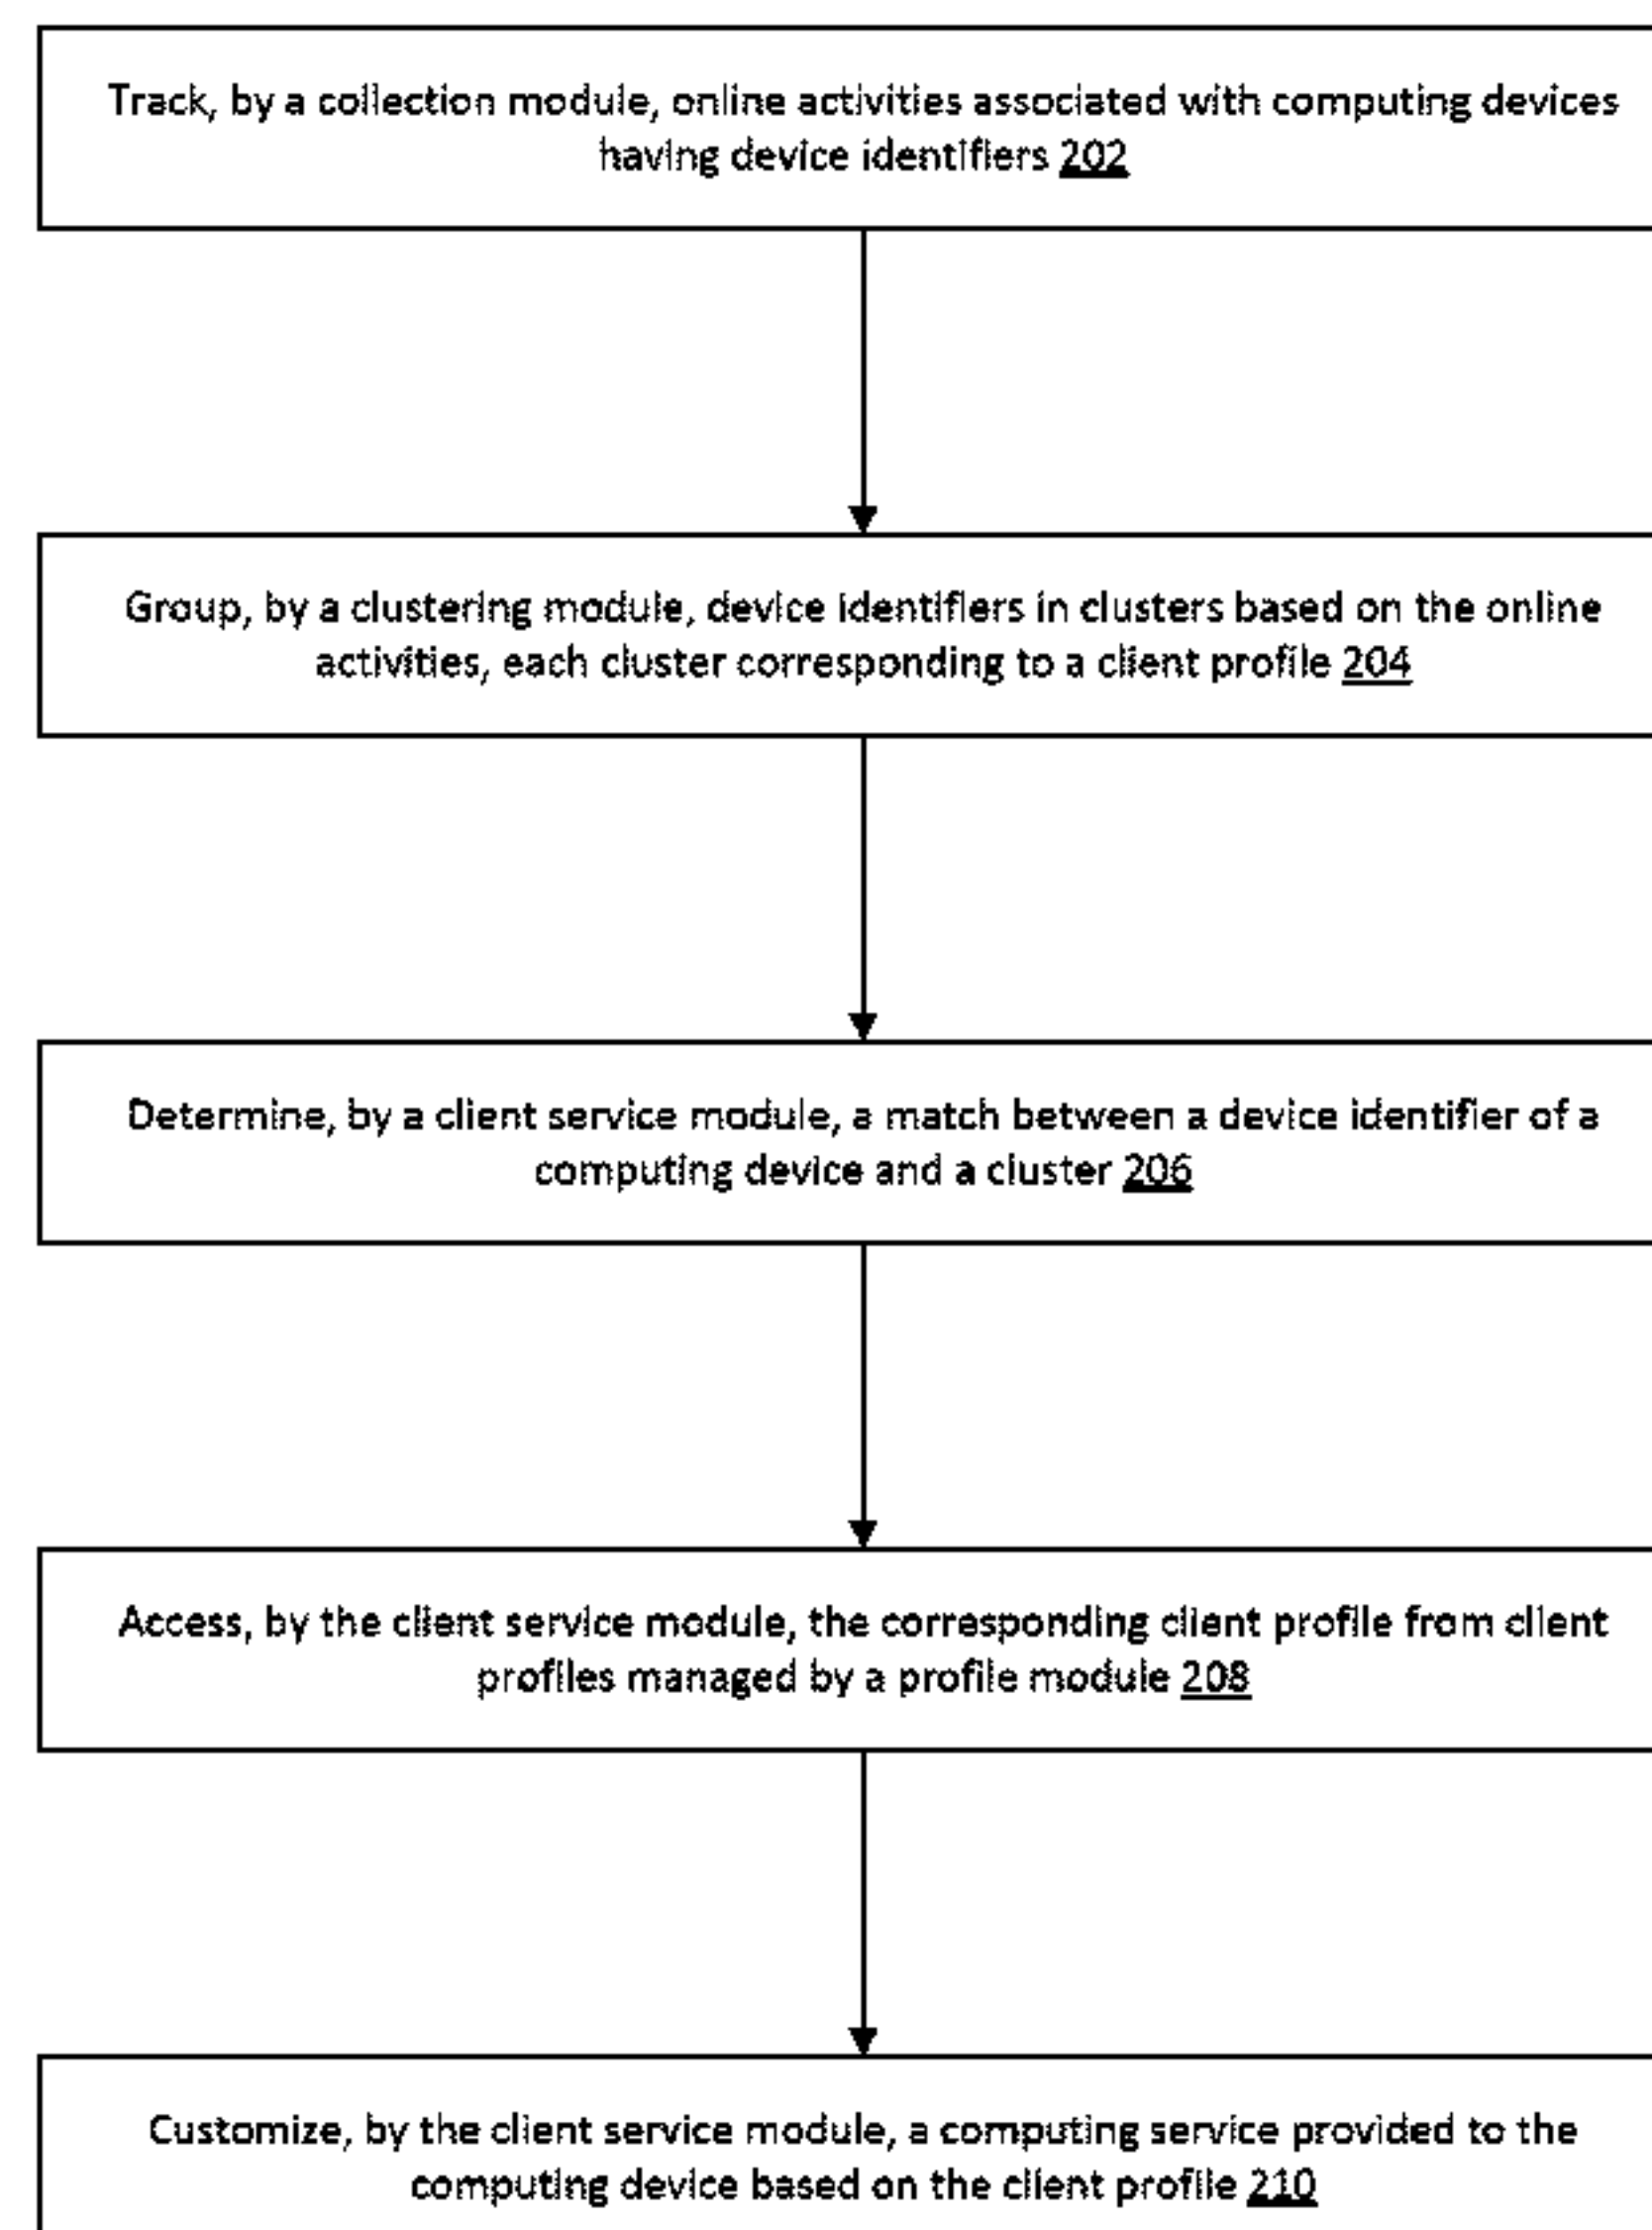 Track, by a collection module, online activities associated with computing devices
having device identifiers 202
Group, by a clustering module, device identifiers in clusters based on the online
activities, each cluster corresponding to a client profile 204
Determine, by a client service module, a match between a device identifier of a
computing device and a cluster 206
Access, by the client service module, the corresponding client profile from client
profiles managed by a profile module 208
Customize, by the client service module, a computing service provided to the
computing device based on the client profile 210